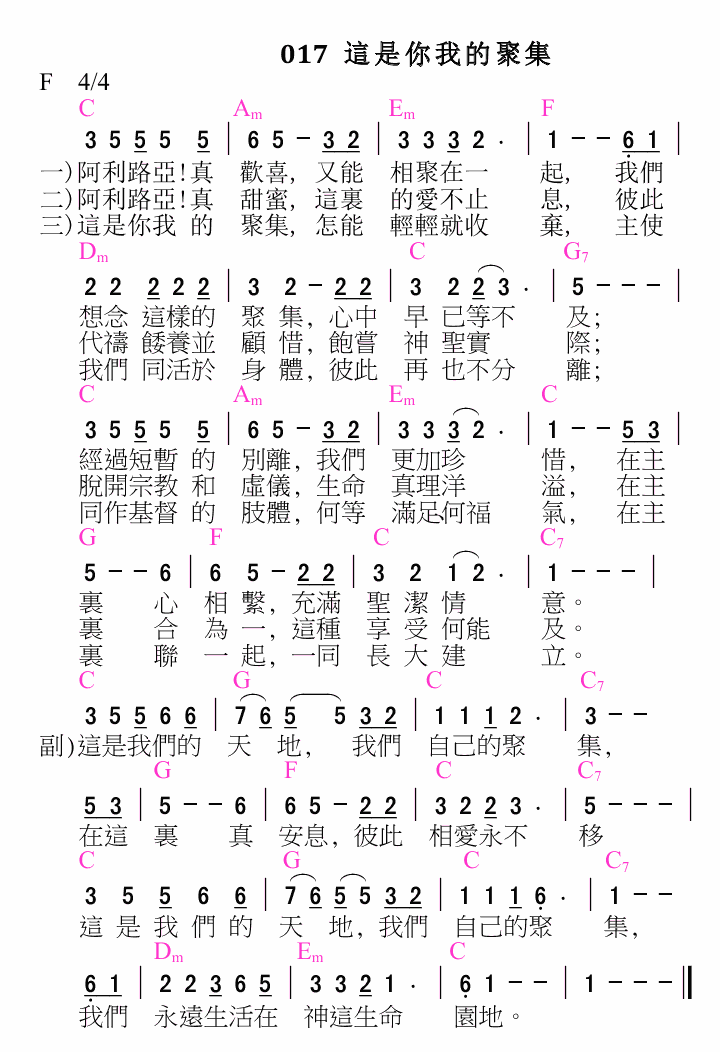 017 這是你我的聚集
F 4/4
C Am Em F
3 5 5 5 5 | 6 5 - 3 2 | 3 3 3 2 · | 1 - - 6 1 |
一)阿利路亞!真 歡喜, 又能 相聚在一 起, 我們
二)阿利路亞!真 甜蜜, 這裏 的愛不止 息, 彼此
三)這是你我 的 聚集, 怎能 輕輕就收 棄, 主使
Dm C G7
2 2 2 2 2 | 3 2 - 2 2 | 3 2 2 3 · | 5 - - - |
想念 這樣的 聚 集, 心中 早 已等不 及;
代禱 餧養並 顧 惜, 飽嘗 神 聖實 際;
我們 同活於 身 體, 彼此 再 也不分 離;
C Am Em C
3 5 5 5 5 | 6 5 - 3 2 | 3 3 3 2 · | 1 - - 5 3 |
經過短暫 的 別離, 我們 更加珍 惜, 在主
脫開宗教 和 虛儀, 生命 真理洋 溢, 在主
同作基督 的 肢體, 何等 滿足何福 氣, 在主
G F C C7
5 - - 6 | 6 5 - 2 2 | 3 2 1 2 · | 1 - - - |
裏 心 相 繫, 充滿 聖 潔 情 意。
裏 合 為 一, 這種 享 受 何能 及。
裏 聯 一 起, 一同 長 大 建 立。
C G C C7
3 5 5 6 6 | 7 6 5 5 3 2 | 1 1 1 2 · | 3 - -
副)這是我們的 天 地, 我們 自己的聚 集,
G F C C7
5 3 | 5 - - 6 | 6 5 - 2 2 | 3 2 2 3 · | 5 - - - |
在這 裏 真 安息, 彼此 相愛永不 移
C G C C7
3 5 5 6 6 | 7 6 5 5 3 2 | 1 1 1 6 · | 1 - -
這 是 我 們 的 天 地, 我們 自己的聚 集,
Dm Em C
6 1 | 2 2 3 6 5 | 3 3 2 1 · | 6 1 - - | 1 - - - ‖
我們 永遠生活在 神這生命 園地。